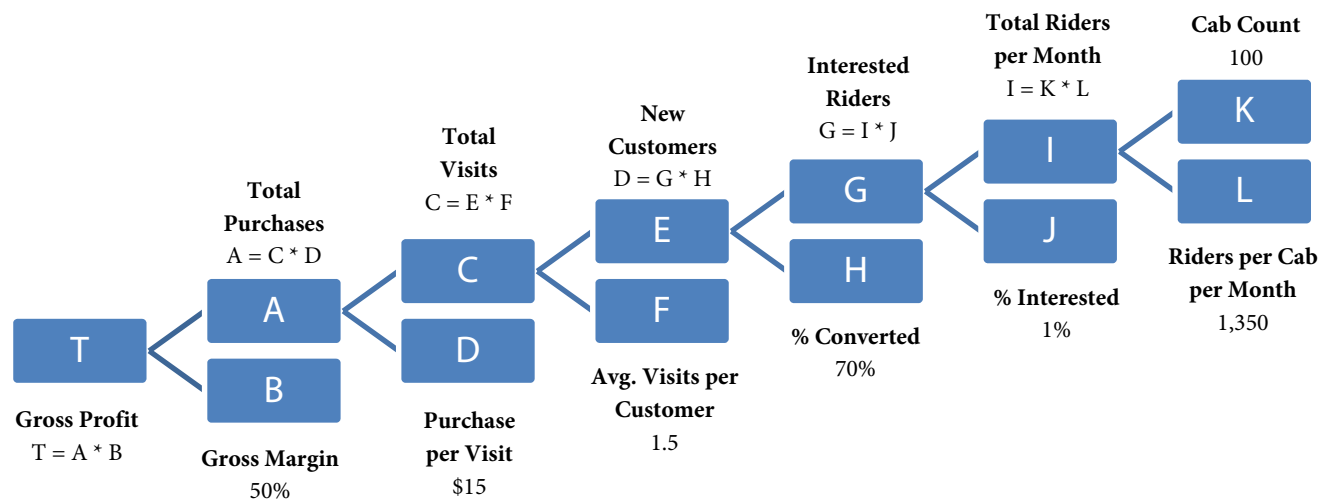 T
Gross Profit
T = A * B
Total
Purchases
A = C * D
A
B
Gross Margin
50%
Total
Visits
C = E * F
C
D
Purchase
per Visit
$15
New
Customers
D = G * H
E
F
Avg. Visits per
Customer
1.5
Interested
Riders
G = I * J
G
H
% Converted
70%
Total Riders
per Month
I = K * L
I
J
% Interested
1%
Cab Count
100
K
L
Riders per Cab
per Month
1,350